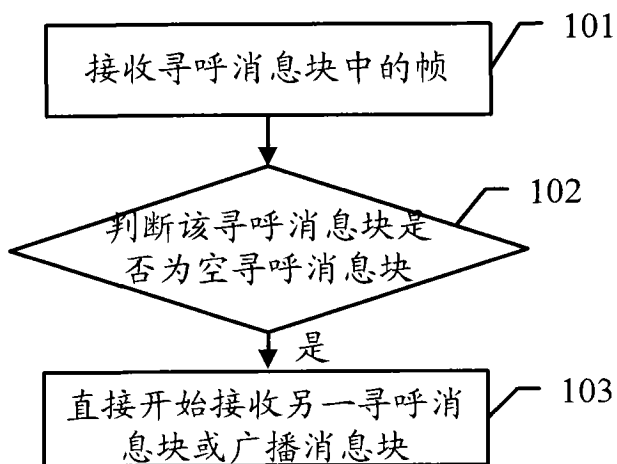 101
接收寻呼消息块中的帧
102
判断该寻呼消息块是
否为空寻呼消息块
是
103
直接开始接收另一寻呼消
息块或广播消息块